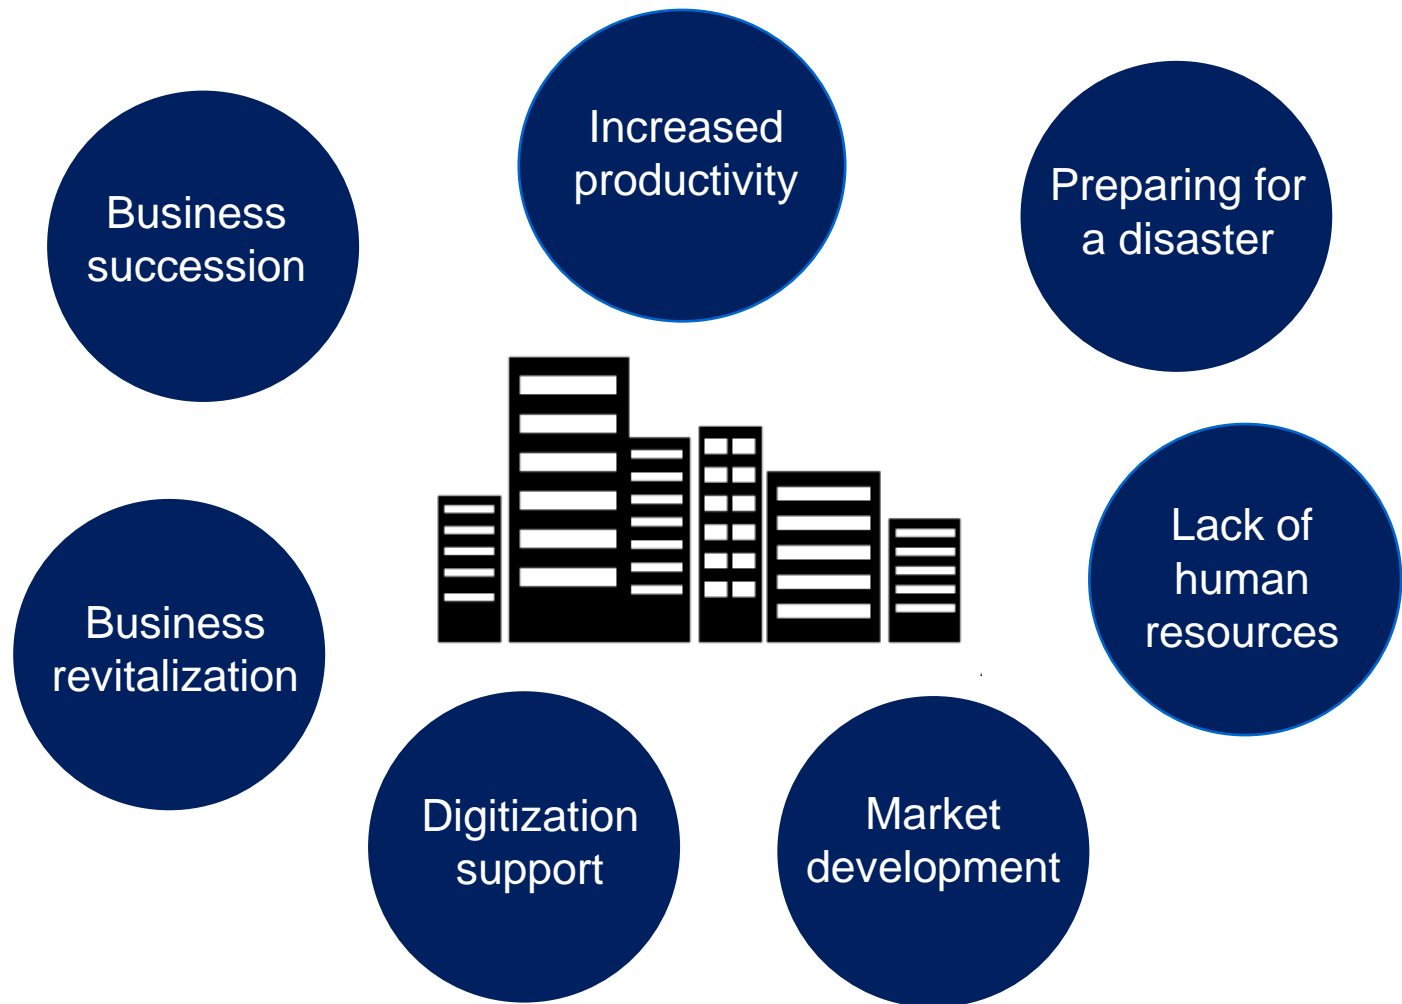 Increased
productivity
Business
succession
Preparing for
a disaster
Lack of
human
resources
Business
revitalization
Digitization
support
Market
development